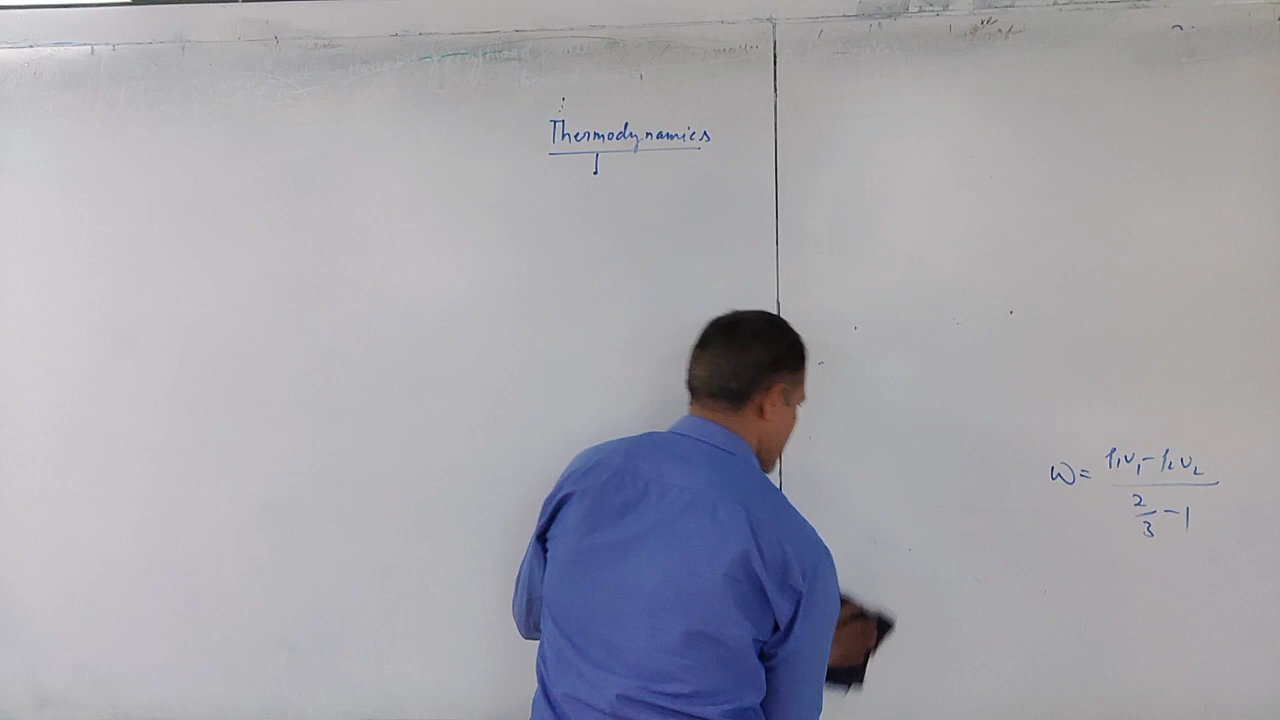 Thermodynamics
W = P₁V₁ - P₂V₂
2/3 - 1